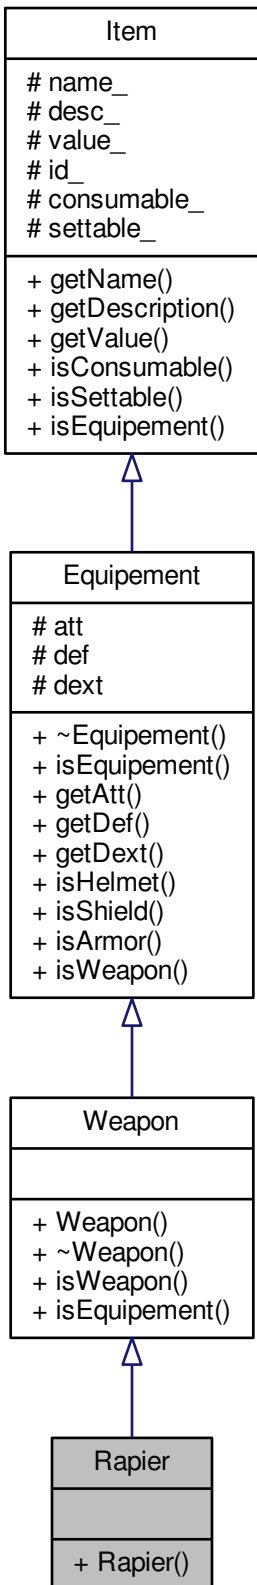 Item
# name_
# desc_
# value_
# id_
# consumable_
# settable_
+ getName()
+ getDescription()
+ getValue()
+ isConsumable()
+ isSettable()
+ isEquipement()
Equipement
# att
# def
# dext
+ ~Equipement()
+ isEquipement()
+ getAtt()
+ getDef()
+ getDext()
+ isHelmet()
+ isShield()
+ isArmor()
+ isWeapon()
Weapon
+ Weapon()
+ ~Weapon()
+ isWeapon()
+ isEquipement()
Rapier
+ Rapier()